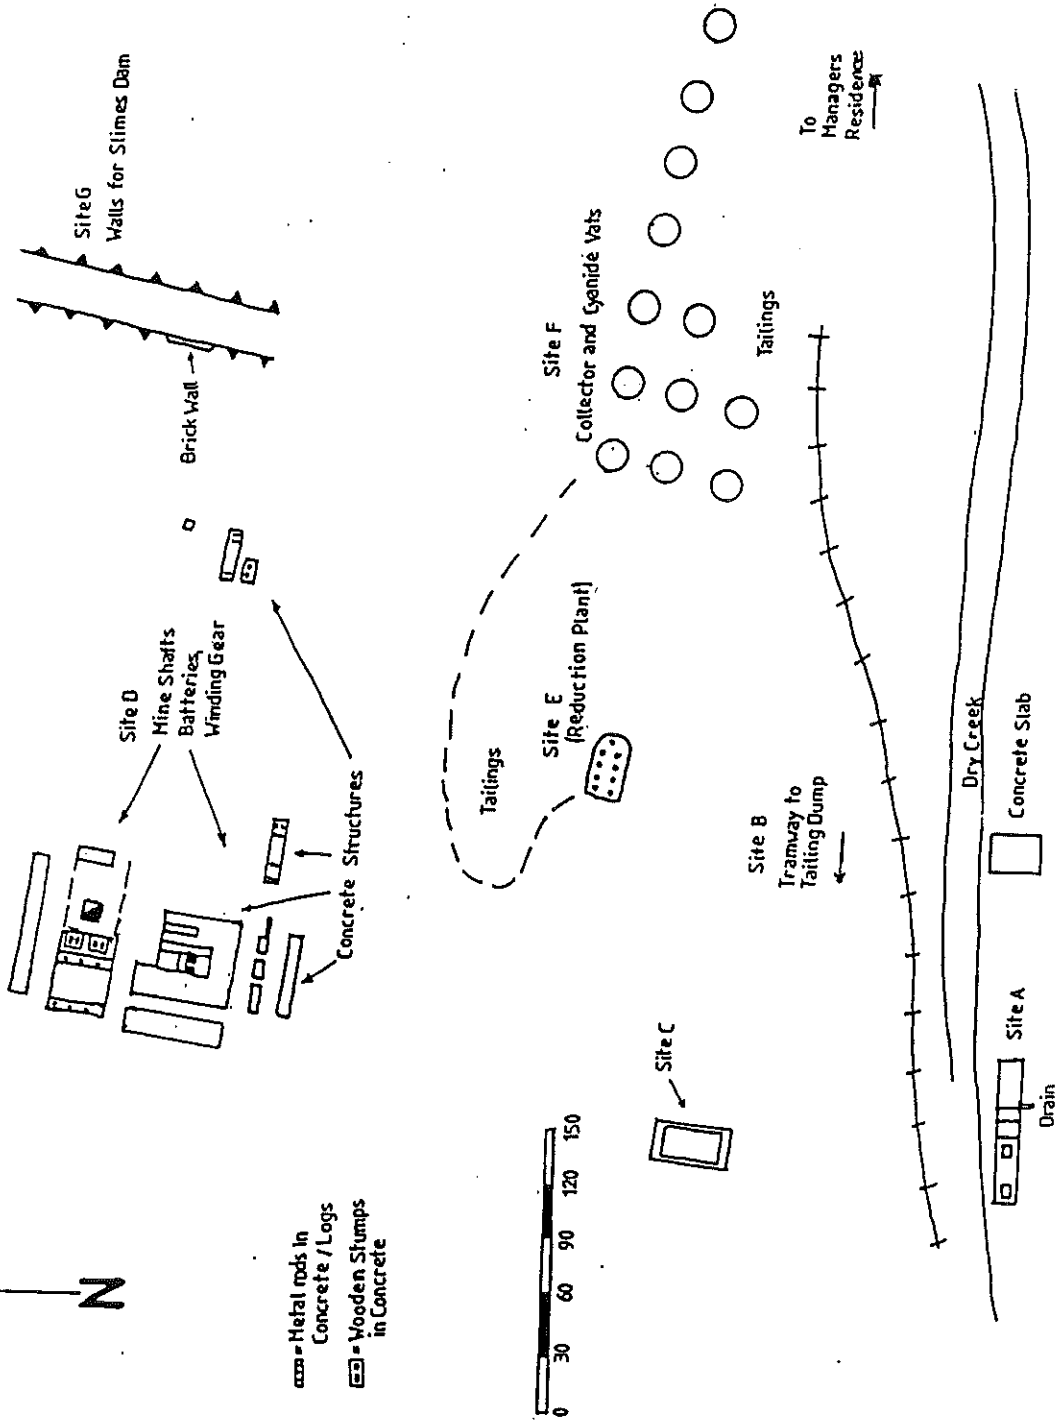 Site G
Walls for Slimes Dam
Brick Wall
Site D
Mine Shafts
Batteries,
Winding Gear
Concrete Structures
Site F
Collector and Cyanide Vats
Tailings
Tailings
Site E
(Reduction Plant)
To
Managers
Residence
Site B
Tramway to
Tailing Dump
Site C
Dry Creek
Concrete Slab
Site A
Drain
N
= Metal rods in
Concrete / Logs
= Wooden Stumps
in Concrete
0 30 60 90 120 150